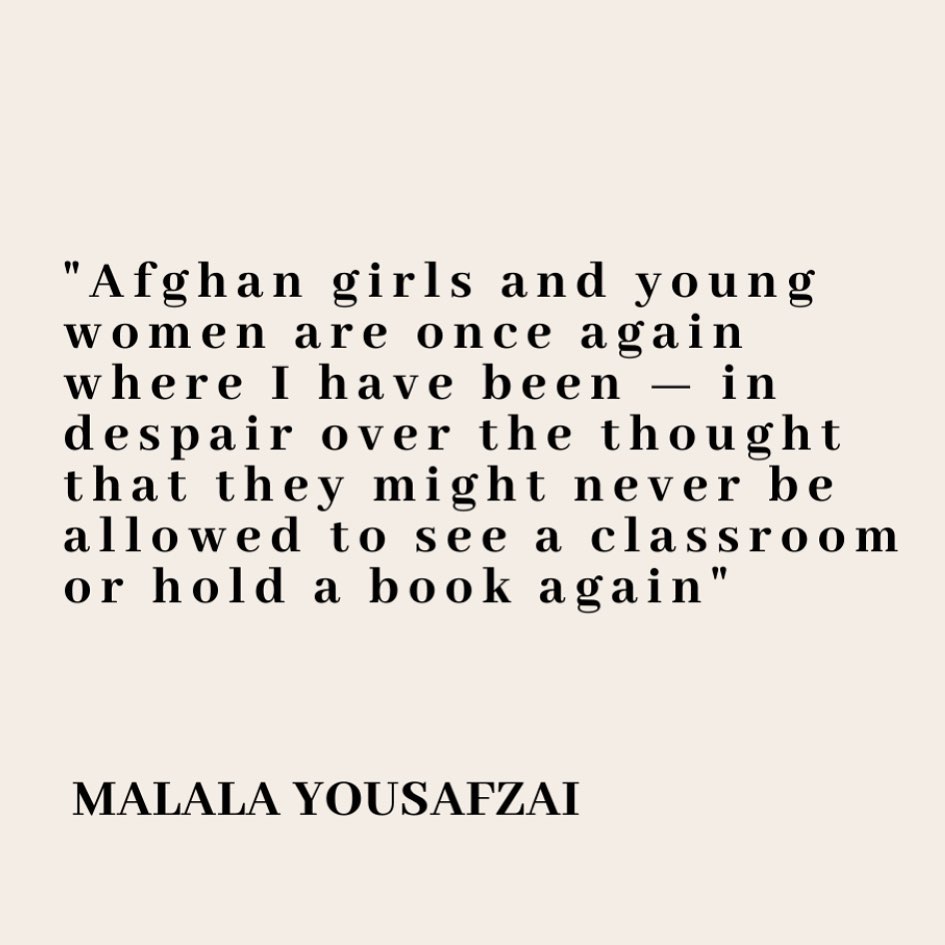 "Afghan girls and young
women are once again
where I have been — in
despair over the thought
that they might never be
allowed to see a classroom
or hold a book again"
MALALA YOUSAFZAI